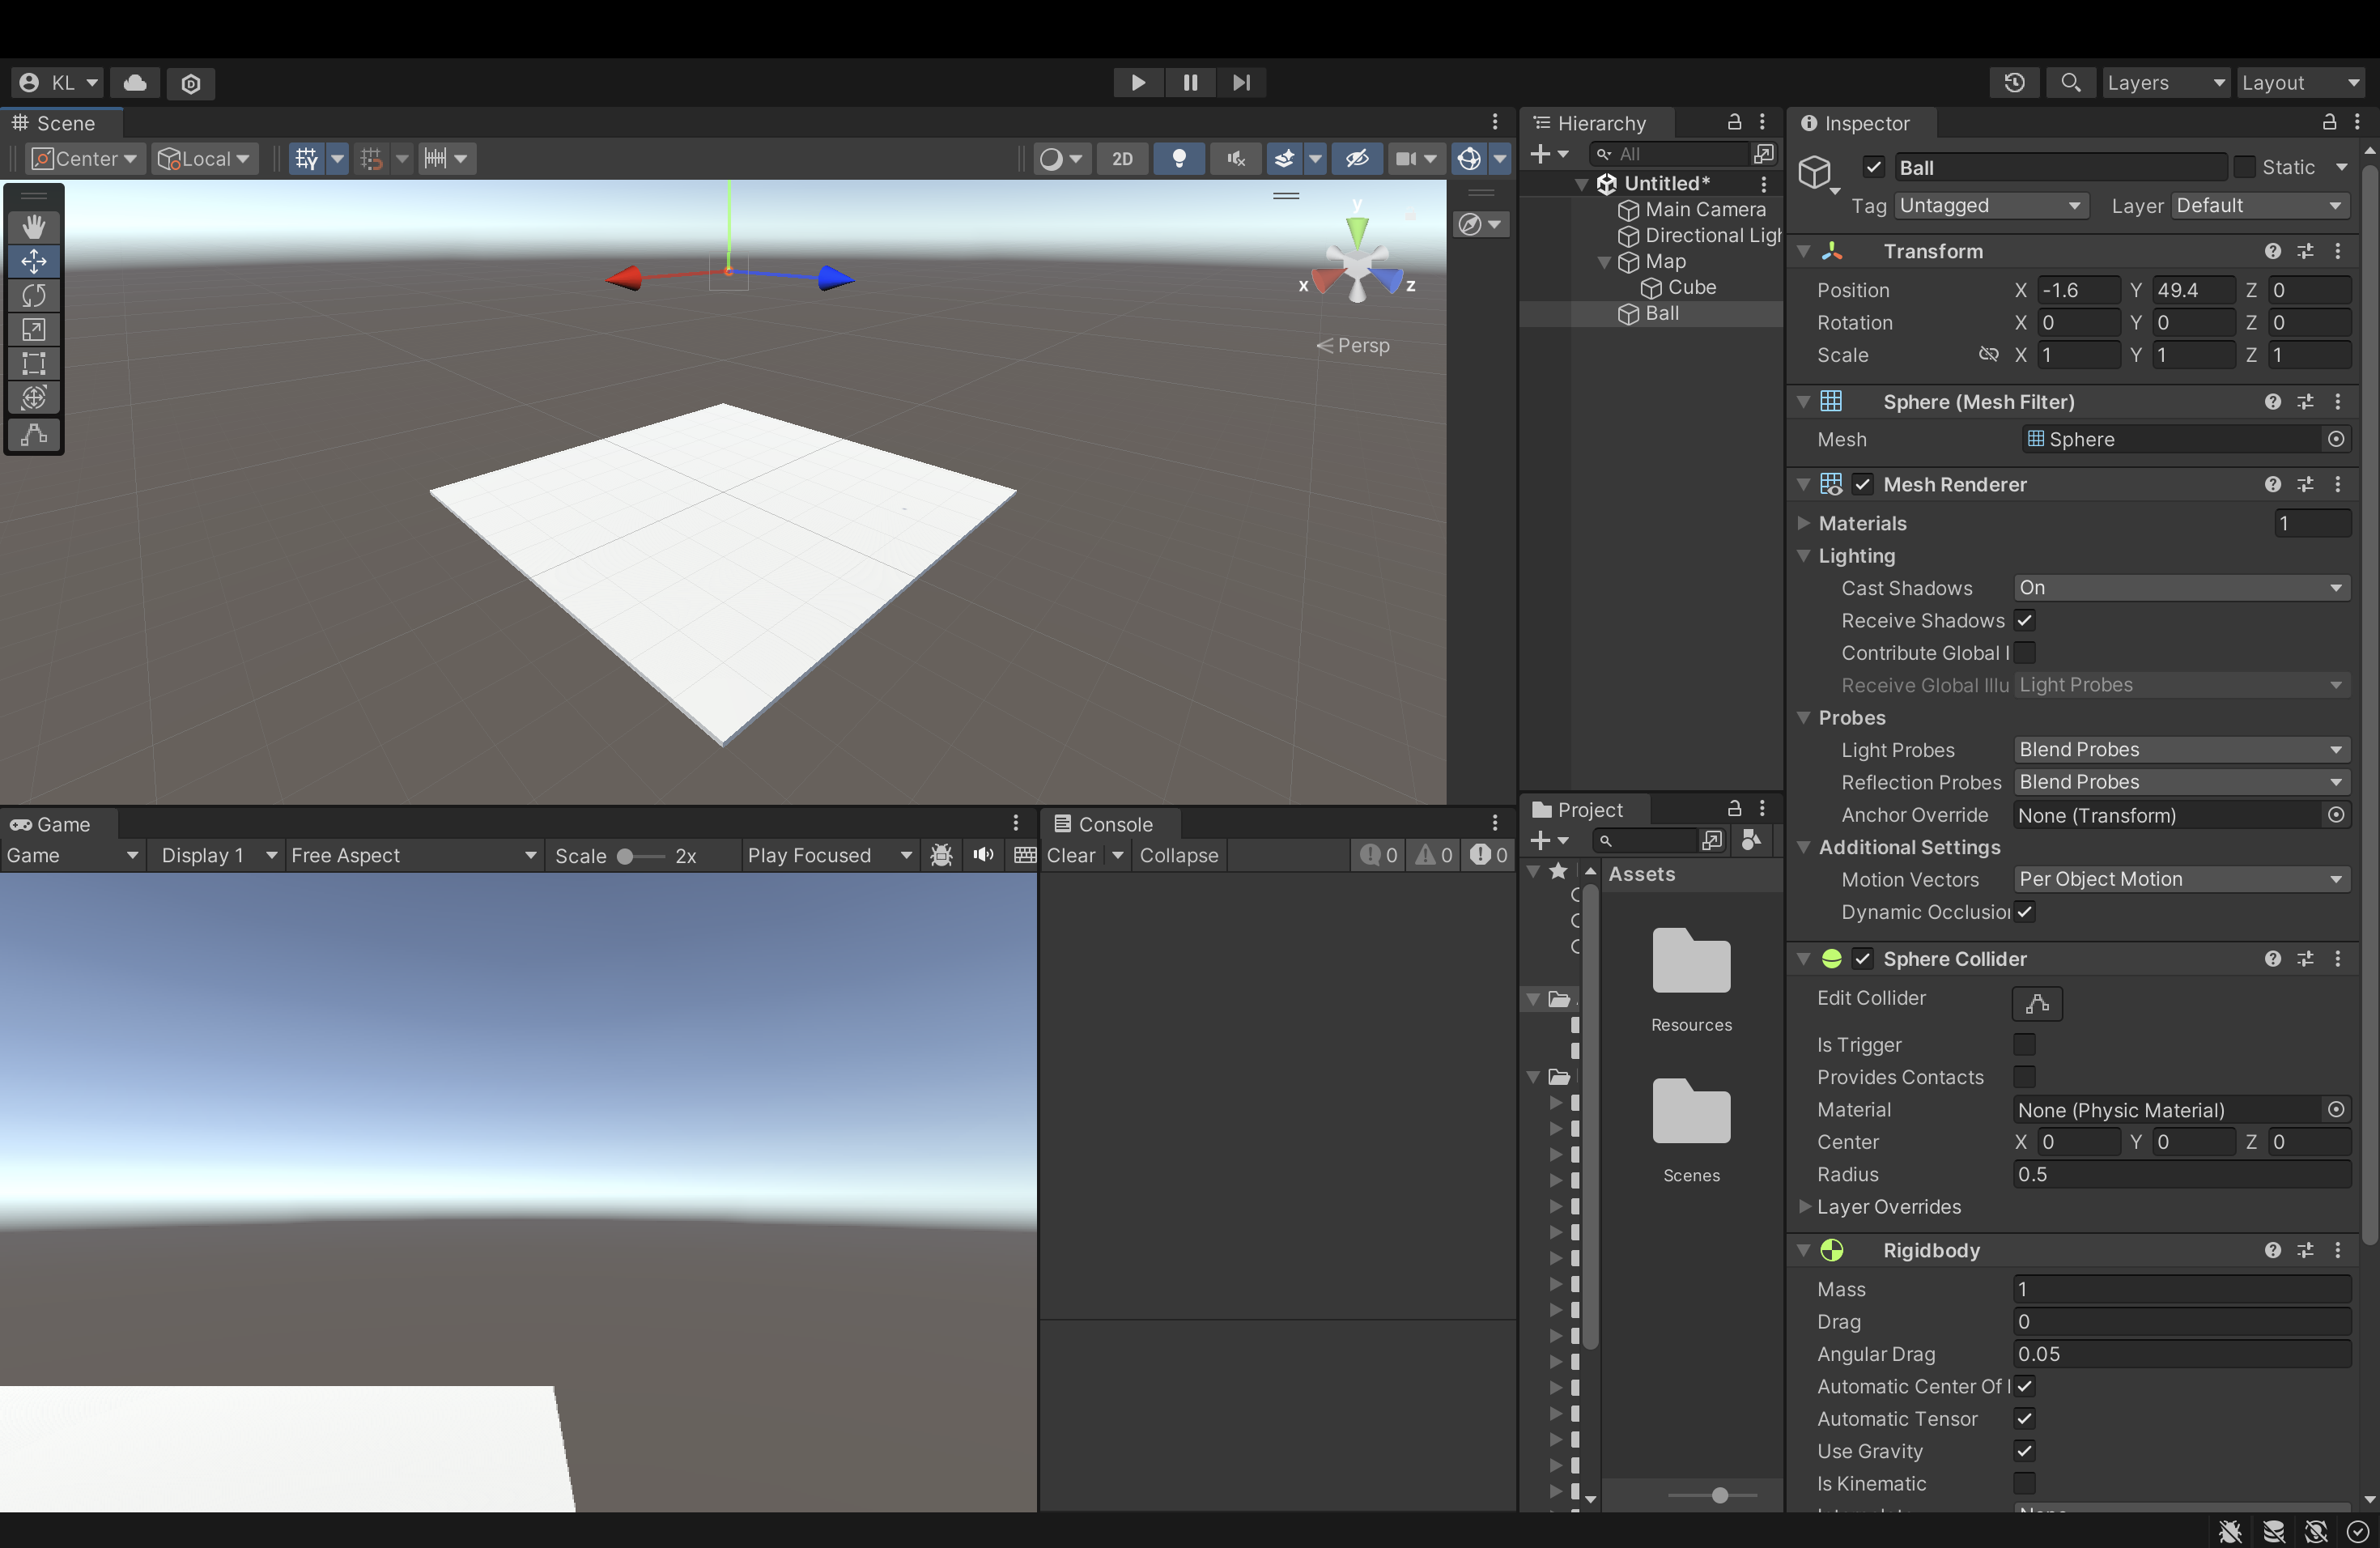 KL
Layers
Layout
Scene
Center
Local
2D
y
x
z
Persp
Game
Game
Display 1
Free Aspect
Scale
2x
Play Focused
Console
Clear
Collapse
0
0
0
Hierarchy
All
Untitled*
Main Camera
Directional Ligh
Map
Cube
Ball
Project
Assets
Resources
Scenes
Inspector
Ball
Static
Tag Untagged Layer Default
Transform
Position X -1.6 Y 49.4 Z 0
Rotation X 0 Y 0 Z 0
Scale X 1 Y 1 Z 1
Sphere (Mesh Filter)
Mesh Sphere
Mesh Renderer
Materials 1
Lighting
Cast Shadows On
Receive Shadows
Contribute Global I
Receive Global Illu Light Probes
Probes
Light Probes Blend Probes
Reflection Probes Blend Probes
Anchor Override None (Transform)
Additional Settings
Motion Vectors Per Object Motion
Dynamic Occlusion
Sphere Collider
Edit Collider
Is Trigger
Provides Contacts
Material None (Physic Material)
Center X 0 Y 0 Z 0
Radius 0.5
Layer Overrides
Rigidbody
Mass 1
Drag 0
Angular Drag 0.05
Automatic Center Of
Automatic Tensor
Use Gravity
Is Kinematic